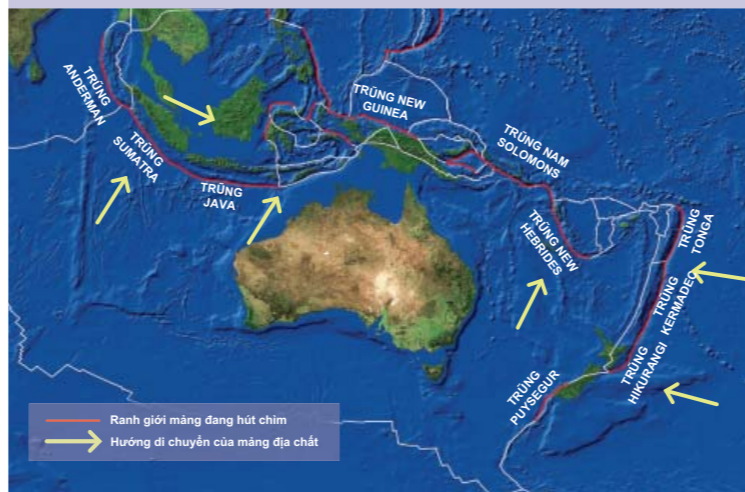 TRŨNG
ANDERMAN
TRŨNG
SUMATRA
TRŨNG
JAVA
TRŨNG NEW
GUINEA
TRŨNG NAM
SOLOMONS
TRŨNG NEW
HEBRIDES
TRŨNG
TONGA
TRŨNG
KERMADEC
TRŨNG
HIKURANGI
TRŨNG
PUYSEGUR
Ranh giới mảng đang hút chìm
Hướng di chuyển của mảng địa chất